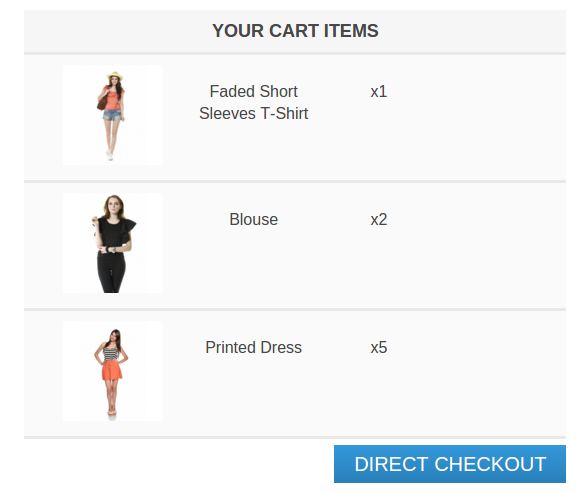 YOUR CART ITEMS
Faded Short x1
Sleeves T-Shirt
Blouse x2
Printed Dress x5
DIRECT CHECKOUT